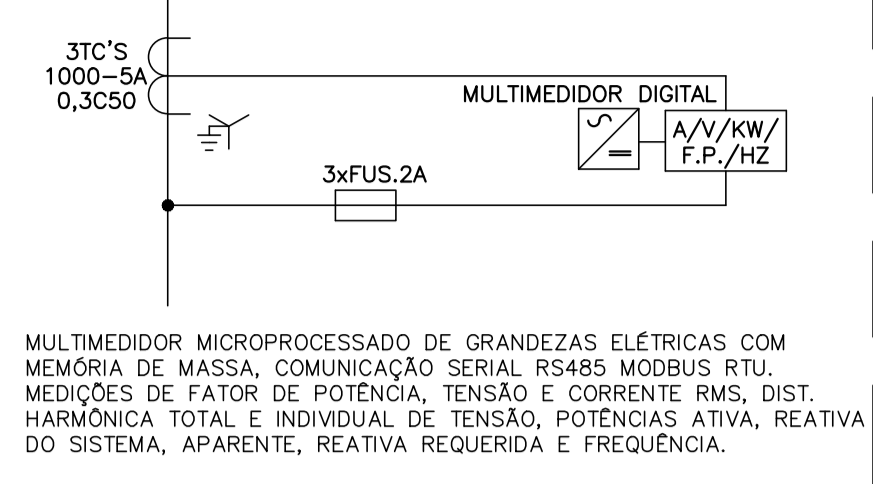 3TC'S
1000-5A
0,3C50
MULTIMEDIDOR DIGITAL
A/V/KW/
F.P./HZ
3xFUS.2A
MULTIMEDIDOR MICROPROCESSADO DE GRANDEZAS ELÉTRICAS COM
MEMÓRIA DE MASSA, COMUNICAÇÃO SERIAL RS485 MODBUS RTU.
MEDIÇÕES DE FATOR DE POTÊNCIA, TENSÃO E CORRENTE RMS, DIST.
HARMÔNICA TOTAL E INDIVIDUAL DE TENSÃO, POTÊNCIAS ATIVA, REATIVA
DO SISTEMA, APARENTE, REATIVA REQUERIDA E FREQUÊNCIA.